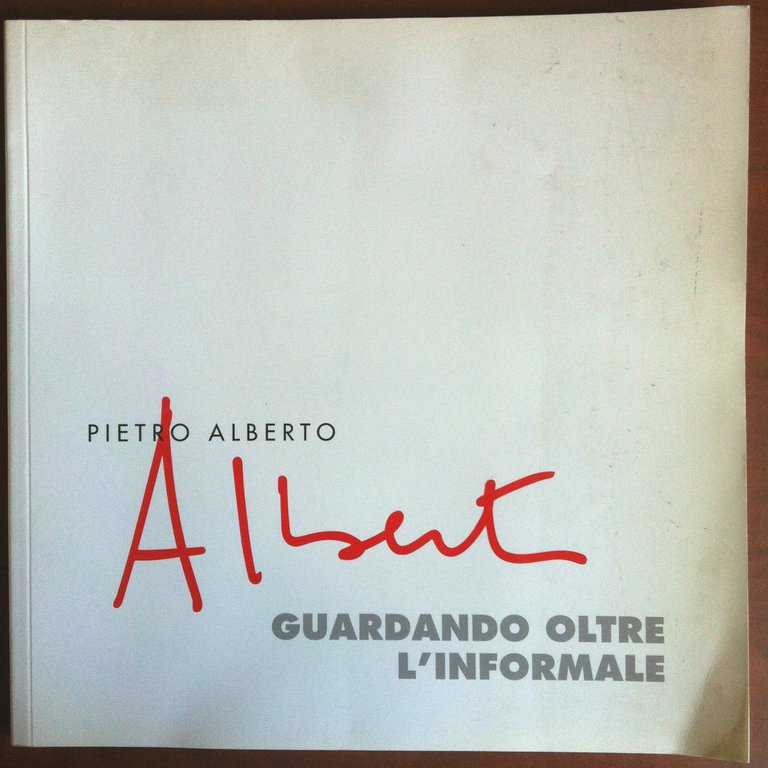 PIETRO ALBERTO
Albert
GUARDANDO OLTRE
L'INFORMALE